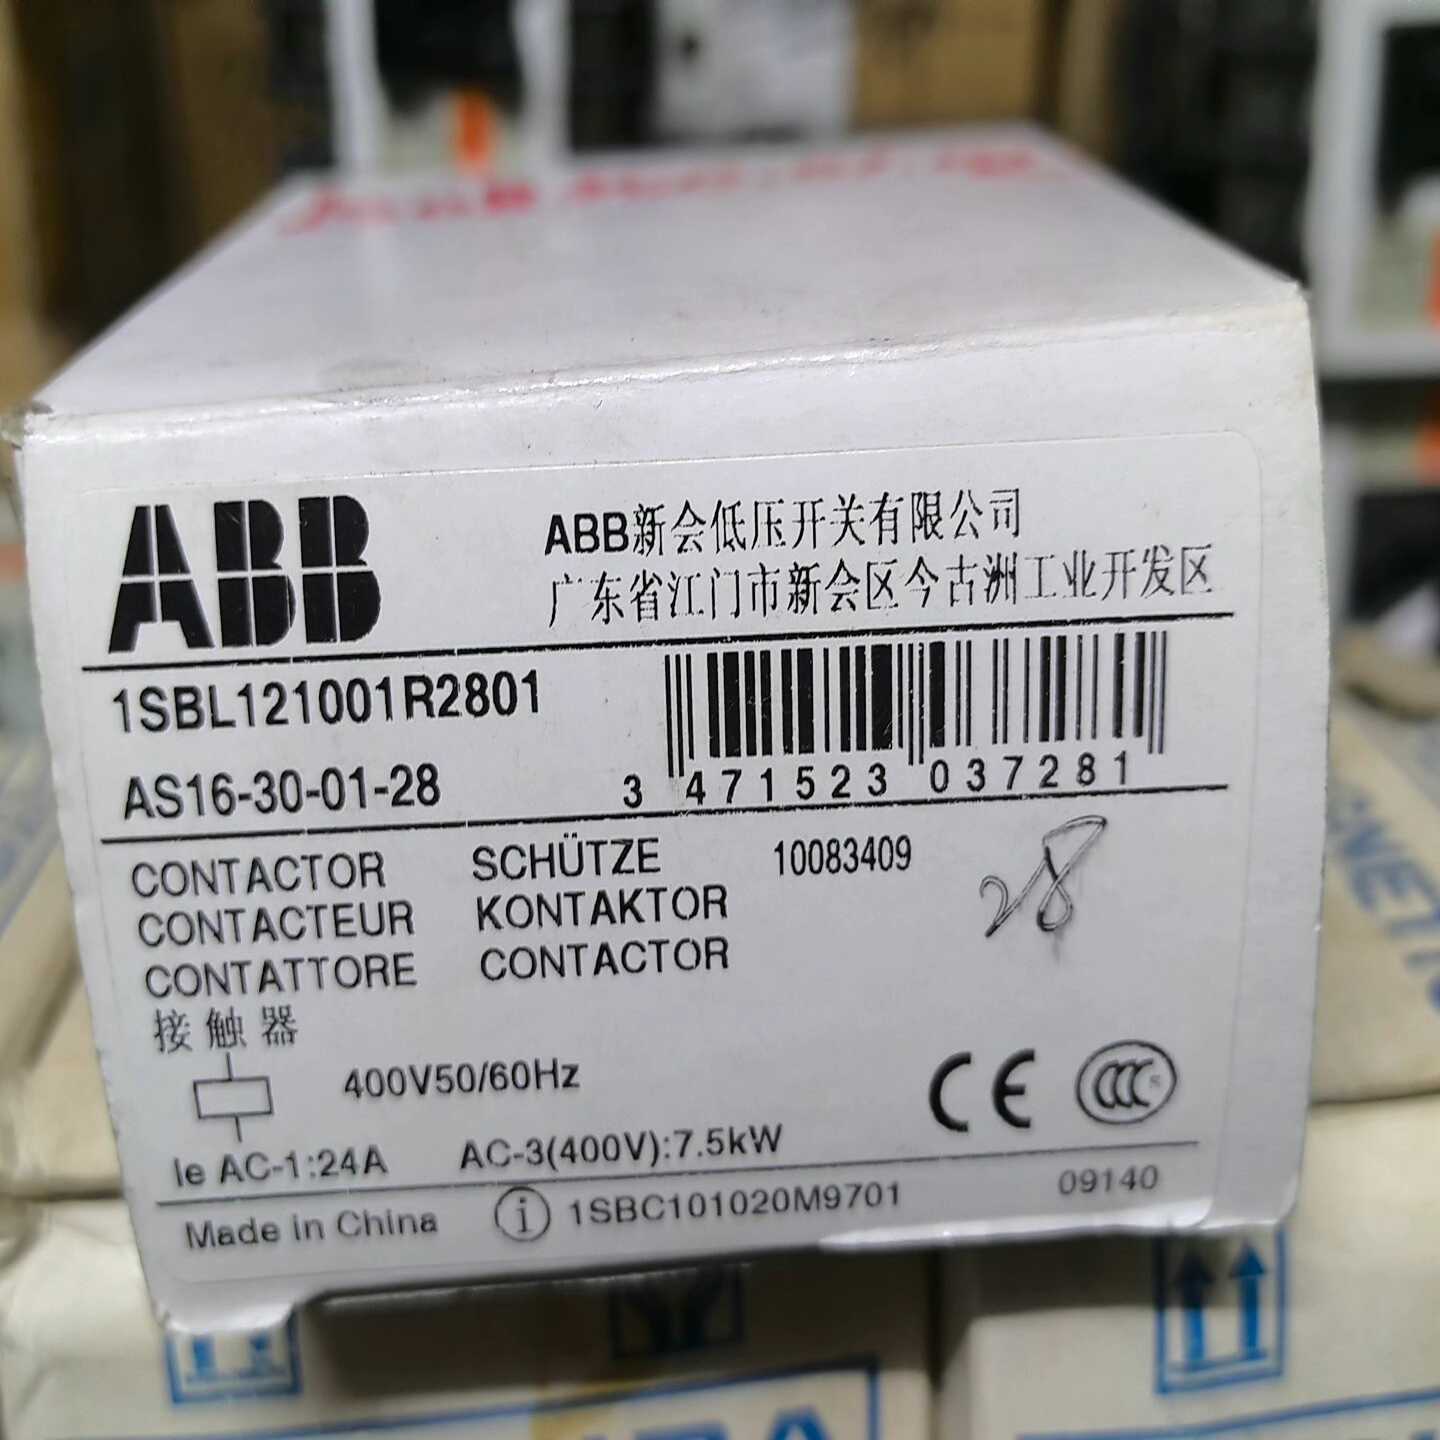 ABB
ABB新会低压开关有限公司
广东省江门市新会区今古洲工业开发区
1SBL121001R2801
AS16-30-01-28
3 471523 037281
CONTACTOR SCHÜTZE 10083409
CONTACTEUR KONTAKTOR
CONTATTORE CONTACTOR
28
接触器
400V50/60Hz
CE CCC S
Ie AC-1:24A AC-3(400V):7.5kW
Made in China i 1SBC101020M9701 09140